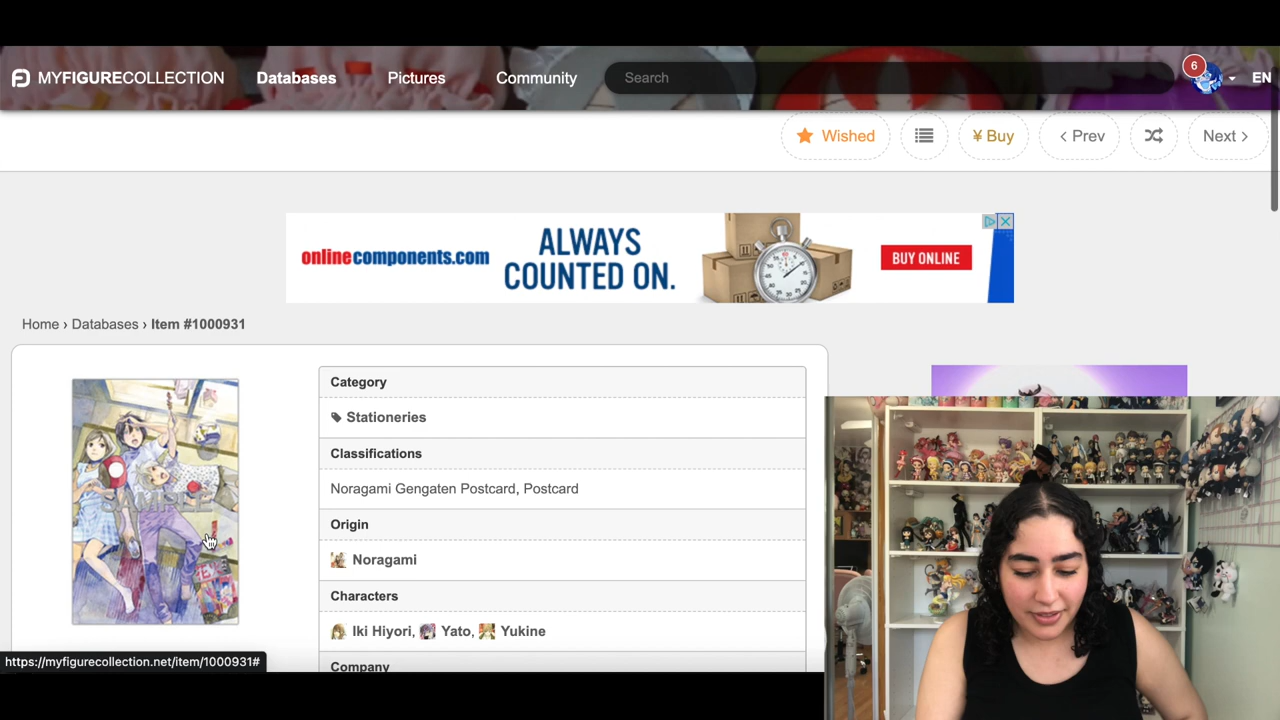 MYFIGURECOLLECTION Databases Pictures Community Search 6 EN
Wished ¥ Buy < Prev Next >
onlinecomponents.com
ALWAYS
COUNTED ON.
BUY ONLINE
Home › Databases › Item #1000931
SAMPLE
Category
Stationeries
Classifications
Noragami Gengaten Postcard, Postcard
Origin
Noragami
Characters
Iki Hiyori, Yato, Yukine
Company
https://myfigurecollection.net/item/1000931#